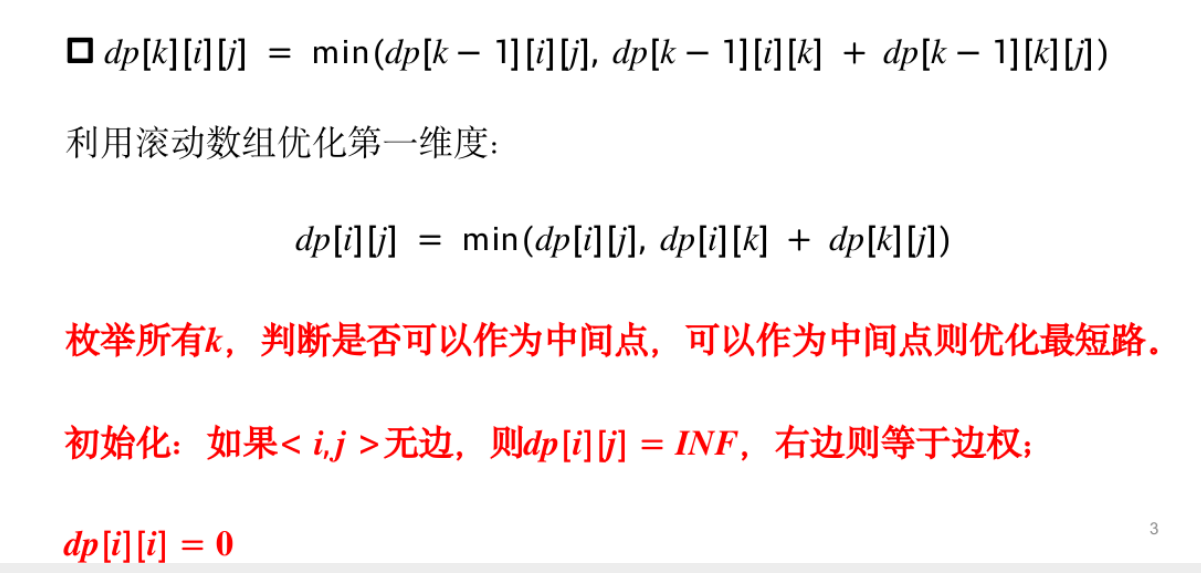 dp[k][i][j] = min(dp[k − 1][i][j], dp[k − 1][i][k] + dp[k − 1][k][j])
利用滚动数组优化第一维度：
dp[i][j] = min(dp[i][j], dp[i][k] + dp[k][j])
枚举所有k，判断是否可以作为中间点，可以作为中间点则优化最短路．
初始化：如果< i,j >无边，则dp[i][j] = INF，右边则等于边权；
3
dp[i][i] = 0